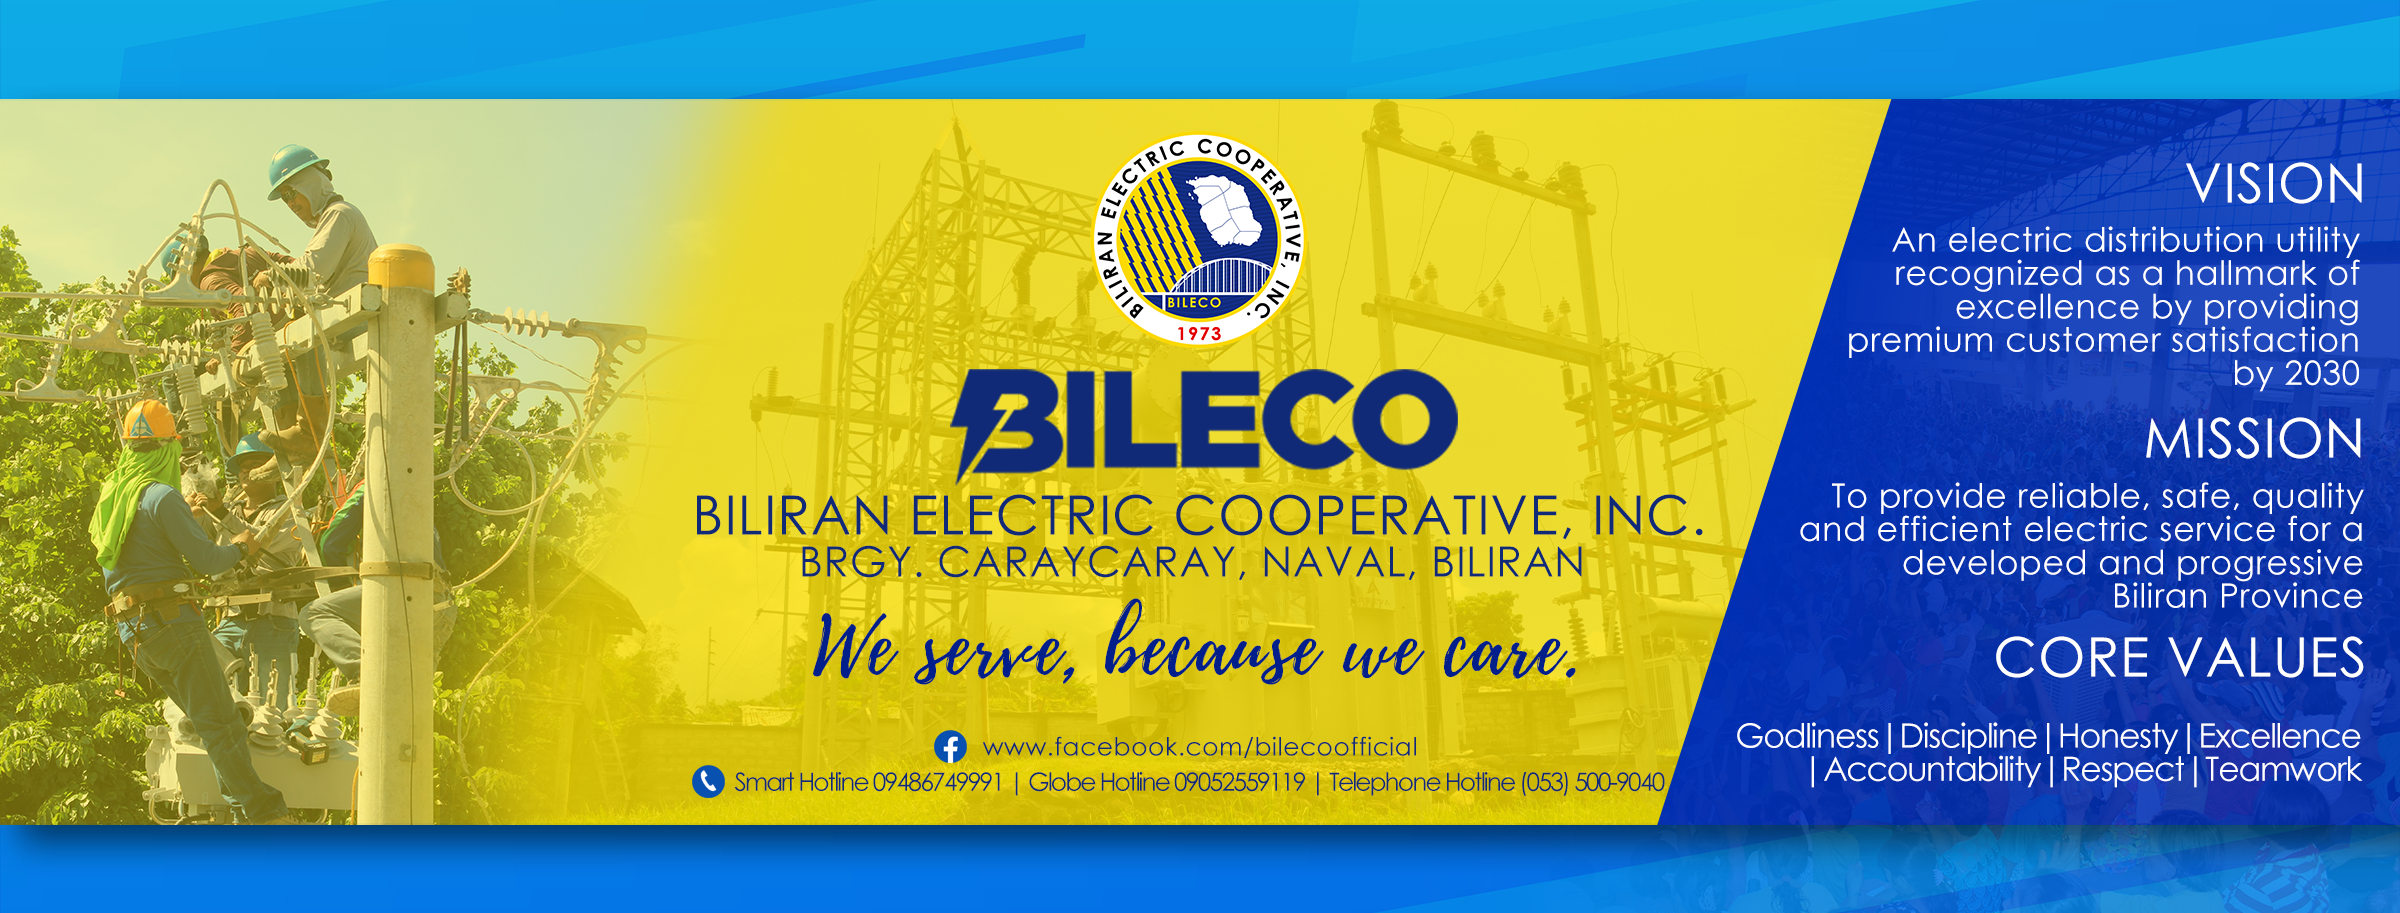 BILIRAN ELECTRIC COOPERATIVE, INC.
BILECO
1973
BILECO
BILIRAN ELECTRIC COOPERATIVE, INC.
BRGY. CARAYCARAY, NAVAL, BILIRAN
We serve, because we care.
www.facebook.com/bilecoofficial
Smart Hotline 09486749991 | Globe Hotline 09052559119 | Telephone Hotline (053) 500-9040
VISION
An electric distribution utility
recognized as a hallmark of
excellence by providing
premium customer satisfaction
by 2030
MISSION
To provide reliable, safe, quality
and efficient electric service for a
developed and progressive
Biliran Province
CORE VALUES
Godliness|Discipline|Honesty|Excellence
|Accountability|Respect|Teamwork